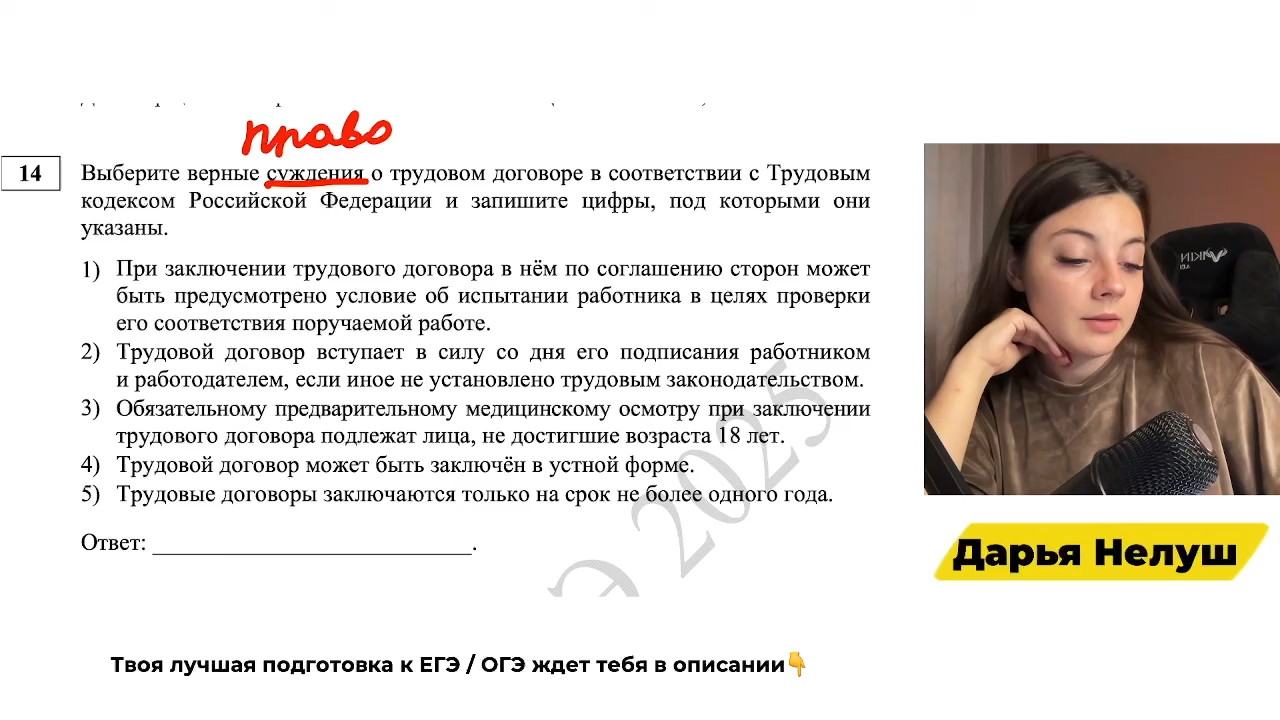 право
14
Выберите верные суждения о трудовом договоре в соответствии с Трудовым
кодексом Российской Федерации и запишите цифры, под которыми они
указаны.
1) При заключении трудового договора в нём по соглашению сторон может
быть предусмотрено условие об испытании работника в целях проверки
его соответствия поручаемой работе.
2) Трудовой договор вступает в силу со дня его подписания работником
и работодателем, если иное не установлено трудовым законодательством.
3) Обязательному предварительному медицинскому осмотру при заключении
трудового договора подлежат лица, не достигшие возраста 18 лет.
4) Трудовой договор может быть заключён в устной форме.
5) Трудовые договоры заключаются только на срок не более одного года.
Ответ: ____________________________.
2025
Дарья Нелуш
Твоя лучшая подготовка к ЕГЭ / ОГЭ ждет тебя в описании👇